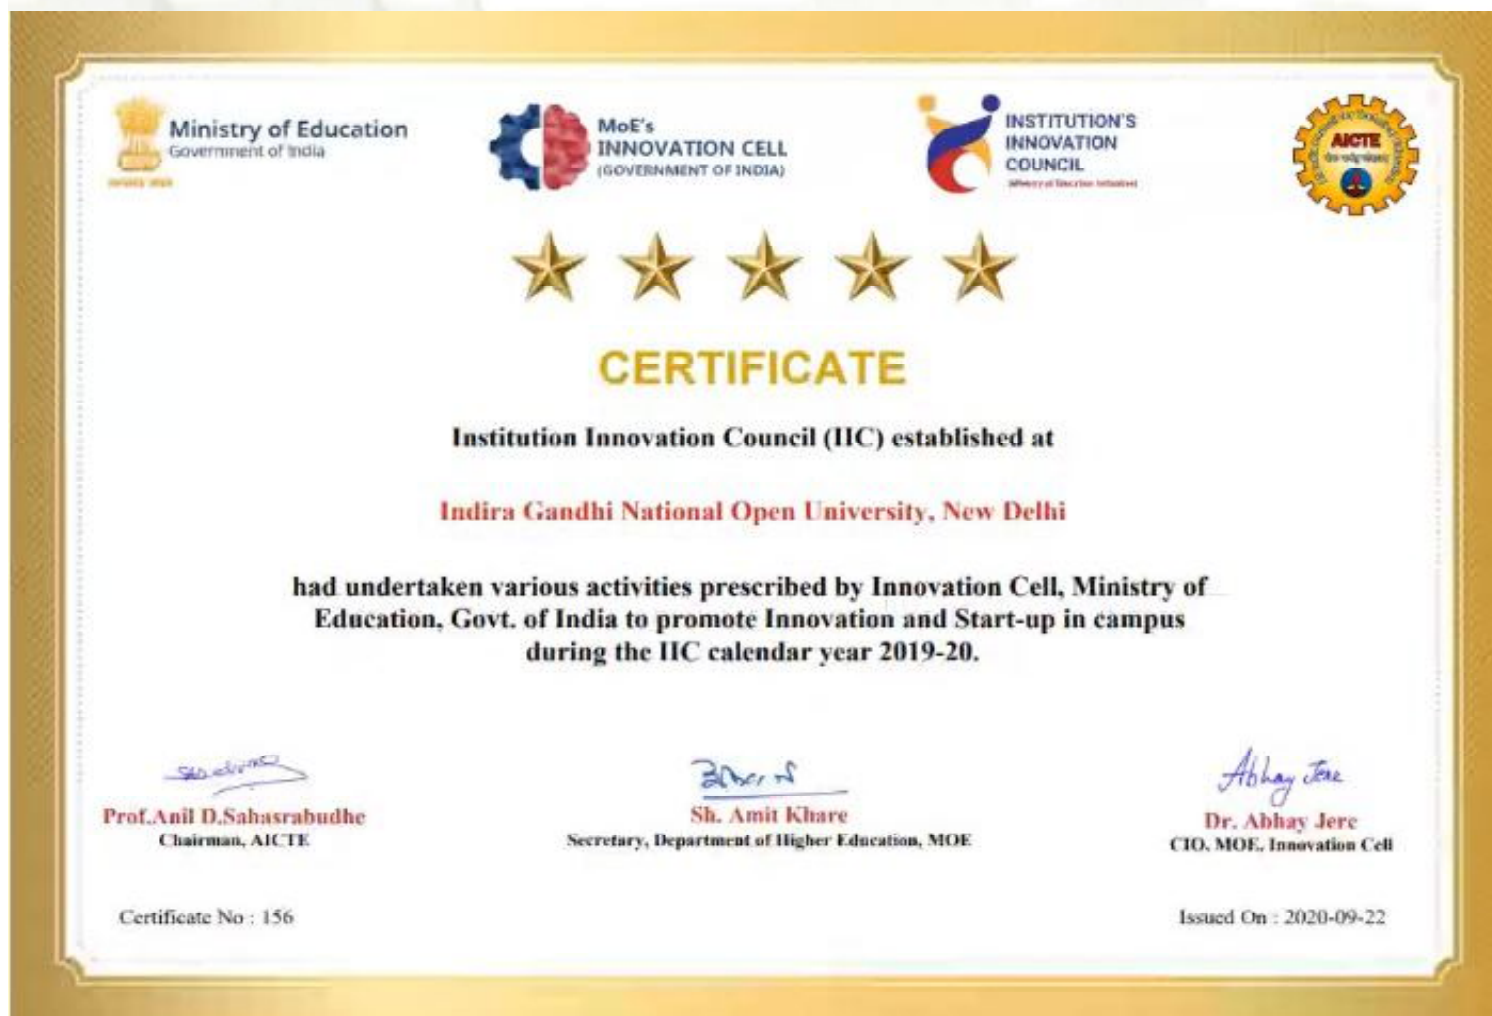 Ministry of Education
Government of India
MoE's
INNOVATION CELL
(GOVERNMENT OF INDIA)
INSTITUTION'S
INNOVATION
COUNCIL
(Ministry of Education Initiative)
AICTE
CERTIFICATE
Institution Innovation Council (IIC) established at
Indira Gandhi National Open University, New Delhi
had undertaken various activities prescribed by Innovation Cell, Ministry of
Education, Govt. of India to promote Innovation and Start-up in campus
during the IIC calendar year 2019-20.
Abhay Jere
Prof.Anil D.Sahasrabudhe
Chairman, AICTE
Sh. Amit Khare
Secretary, Department of Higher Education, MOE
Dr. Abhay Jere
CIO, MOE, Innovation Cell
Certificate No : 156
Issued On : 2020-09-22